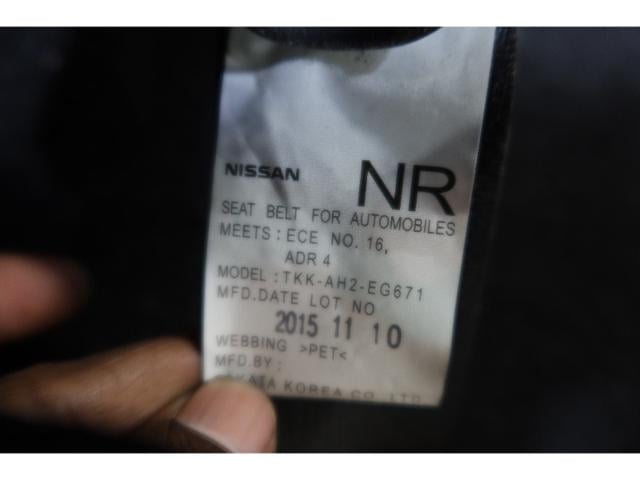 NISSAN NR
SEAT BELT FOR AUTOMOBILES
MEETS : ECE NO. 16,
ADR 4
MODEL : TKK-AH2-EG671
MFD.DATE LOT NO
2015 11 10
WEBBING >PET<
MFD.BY :
TAKATA KOREA CO., LTD